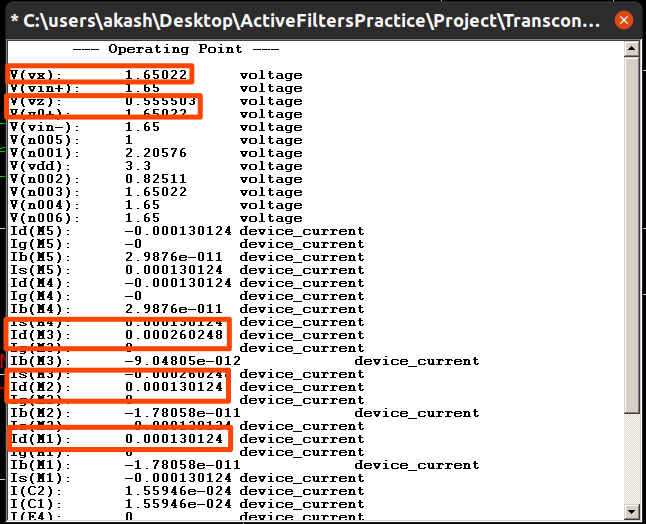 * C:\users\akash\Desktop\ActiveFiltersPractice\Project\Transcon...
--- Operating Point ---
V(vx): 1.65022 voltage
V(vin+): 1.65 voltage
V(vz): 0.555503 voltage
V(v0+): 1.65022 voltage
V(vin-): 1.65 voltage
V(n005): 1 voltage
V(n001): 2.20576 voltage
V(vdd): 3.3 voltage
V(n002): 0.82511 voltage
V(n003): 1.65022 voltage
V(n004): 1.65 voltage
V(n006): 1.65 voltage
Id(M5): -0.000130124 device_current
Ig(M5): -0 device_current
Ib(M5): 2.9876e-011 device_current
Is(M5): 0.000130124 device_current
Id(M4): -0.000130124 device_current
Ig(M4): -0 device_current
Ib(M4): 2.9876e-011 device_current
Is(M4): 0.000130124 device_current
Id(M3): 0.000260248 device_current
Ig(M3): 0 device_current
Ib(M3): -9.04805e-012 device_current
Is(M3): -0.000260248 device_current
Id(M2): 0.000130124 device_current
Ig(M2): 0 device_current
Ib(M2): -1.78058e-011 device_current
Is(M2): -0.000130124 device_current
Id(M1): 0.000130124 device_current
Ig(M1): 0 device_current
Ib(M1): -1.78058e-011 device_current
Is(M1): -0.000130124 device_current
I(C2): 1.55946e-024 device_current
I(C1): 1.55946e-024 device_current
I(E4): 0 device_current